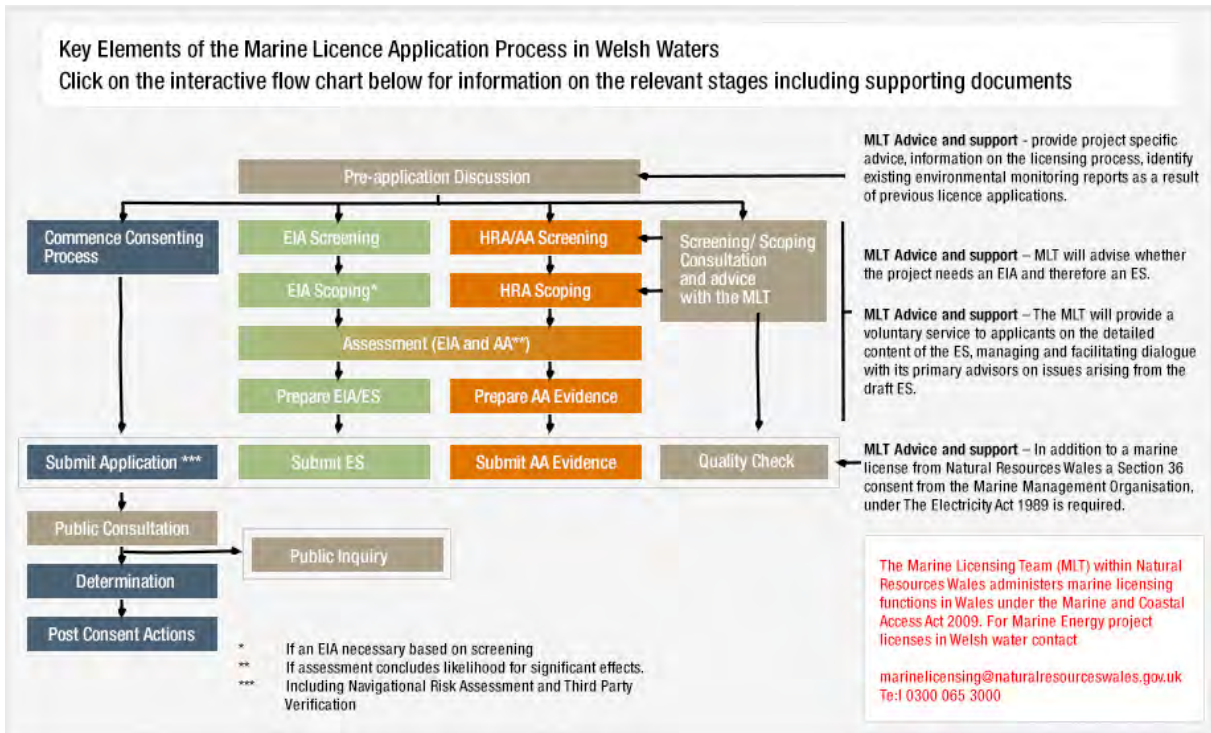 Key Elements of the Marine Licence Application Process in Welsh Waters
Click on the interactive flow chart below for information on the relevant stages including supporting documents
Pre-application Discussion
MLT Advice and support - provide project specific
advice, information on the licensing process, identify
existing environmental monitoring reports as a result
of previous licence applications.
Commence Consenting
Process
EIA Screening
HRA/AA Screening
Screening/ Scoping
Consultation
and advice
with the MLT
EIA Scoping*
HRA Scoping
MLT Advice and support – MLT will advise whether
the project needs an EIA and therefore an ES.
MLT Advice and support – The MLT will provide a
voluntary service to applicants on the detailed
content of the ES, managing and facilitating dialogue
with its primary advisors on issues arising from the
draft ES.
Assessment (EIA and AA**)
Prepare EIA/ES
Prepare AA Evidence
Submit Application ***
Submit ES
Submit AA Evidence
Quality Check
MLT Advice and support – In addition to a marine
license from Natural Resources Wales a Section 36
consent from the Marine Management Organisation,
under The Electricity Act 1989 is required.
Public Consultation
Public Inquiry
Determination
Post Consent Actions
* If an EIA necessary based on screening
** If assessment concludes likelihood for significant effects.
*** Including Navigational Risk Assessment and Third Party
Verification
The Marine Licensing Team (MLT) within Natural
Resources Wales administers marine licensing
functions in Wales under the Marine and Coastal
Access Act 2009. For Marine Energy project
licenses in Welsh water contact
marinelicensing@naturalresourceswales.gov.uk
Te:l 0300 065 3000